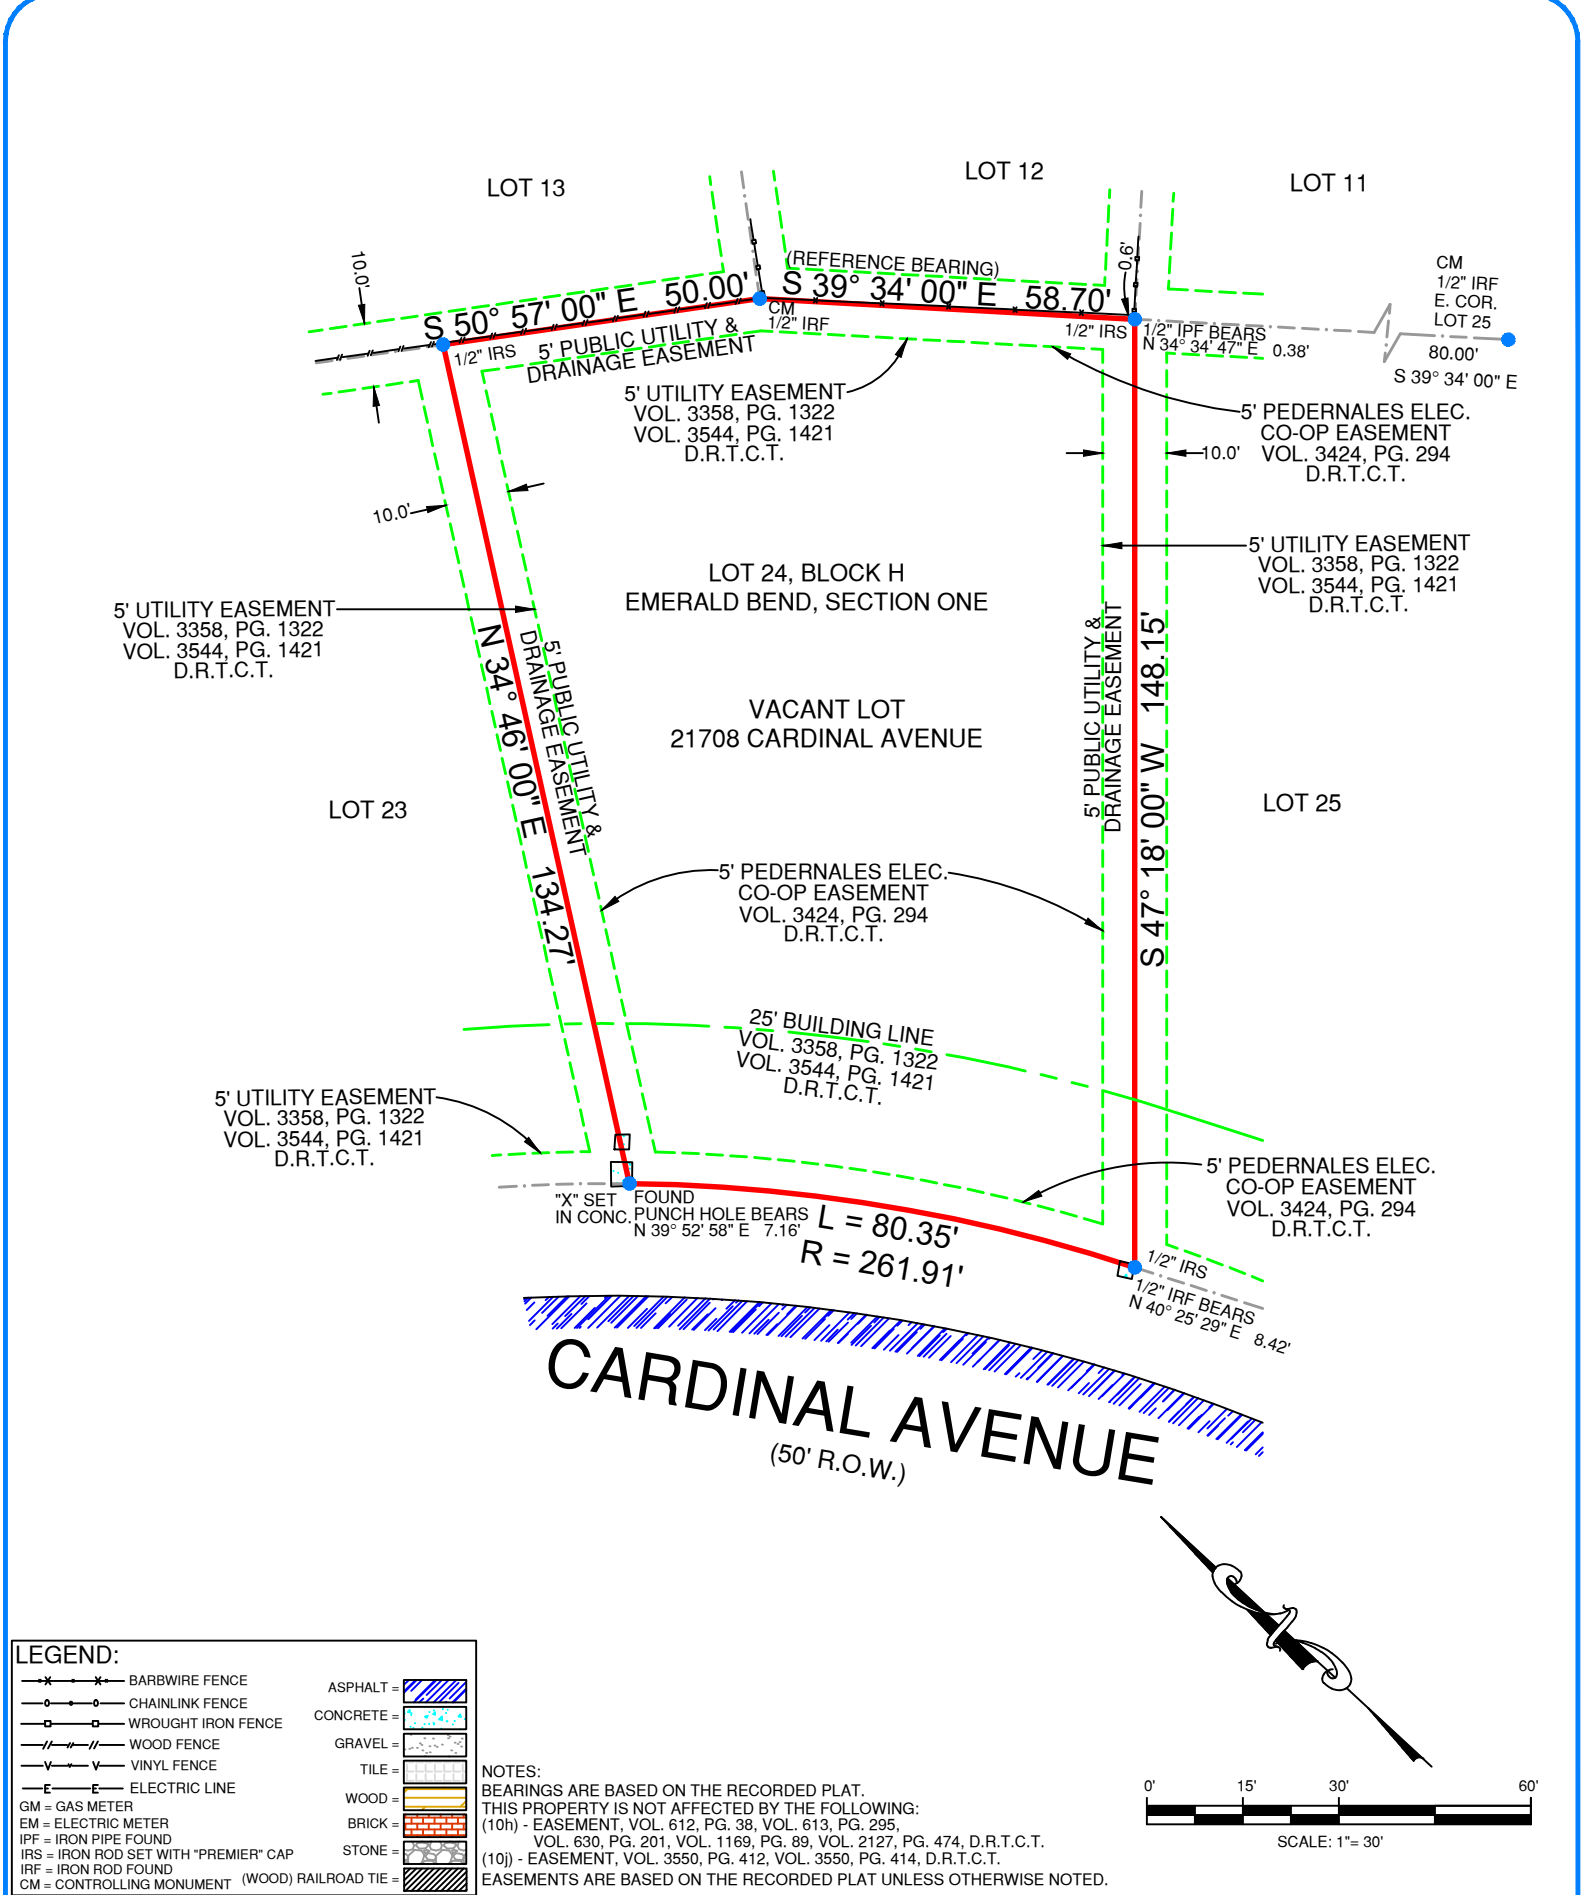 LOT 13
LOT 12
LOT 11
10.0'
(REFERENCE BEARING)
0.6'
S 50° 57' 00" E 50.00'
S 39° 34' 00" E 58.70'
CM
1/2" IRF
E. COR.
LOT 25
80.00'
S 39° 34' 00" E
1/2" IRS
CM
1/2" IRF
1/2" IRS
1/2" IPF BEARS
N 34° 34' 47" E 0.38'
5' PUBLIC UTILITY &
DRAINAGE EASEMENT
5' UTILITY EASEMENT
VOL. 3358, PG. 1322
VOL. 3544, PG. 1421
D.R.T.C.T.
5' PEDERNALES ELEC.
CO-OP EASEMENT
VOL. 3424, PG. 294
D.R.T.C.T.
10.0'
10.0'
5' UTILITY EASEMENT
VOL. 3358, PG. 1322
VOL. 3544, PG. 1421
D.R.T.C.T.
LOT 24, BLOCK H
EMERALD BEND, SECTION ONE
5' UTILITY EASEMENT
VOL. 3358, PG. 1322
VOL. 3544, PG. 1421
D.R.T.C.T.
N 34° 46' 00" E 134.27'
5' PUBLIC UTILITY &
DRAINAGE EASEMENT
5' PUBLIC UTILITY &
DRAINAGE EASEMENT
S 47° 18' 00" W 148.15'
VACANT LOT
21708 CARDINAL AVENUE
LOT 23
LOT 25
5' PEDERNALES ELEC.
CO-OP EASEMENT
VOL. 3424, PG. 294
D.R.T.C.T.
25' BUILDING LINE
VOL. 3358, PG. 1322
VOL. 3544, PG. 1421
D.R.T.C.T.
5' UTILITY EASEMENT
VOL. 3358, PG. 1322
VOL. 3544, PG. 1421
D.R.T.C.T.
5' PEDERNALES ELEC.
CO-OP EASEMENT
VOL. 3424, PG. 294
D.R.T.C.T.
"X" SET
IN CONC.
FOUND
PUNCH HOLE BEARS
N 39° 52' 58" E 7.16'
L = 80.35'
R = 261.91'
1/2" IRS
1/2" IRF BEARS
N 40° 25' 29" E 8.42'
CARDINAL AVENUE
(50' R.O.W.)
LEGEND:
BARBWIRE FENCE
CHAINLINK FENCE
WROUGHT IRON FENCE
WOOD FENCE
VINYL FENCE
E E ELECTRIC LINE
GM = GAS METER
EM = ELECTRIC METER
IPF = IRON PIPE FOUND
IRS = IRON ROD SET WITH "PREMIER" CAP
IRF = IRON ROD FOUND
CM = CONTROLLING MONUMENT
ASPHALT =
CONCRETE =
GRAVEL =
TILE =
WOOD =
BRICK =
STONE =
(WOOD) RAILROAD TIE =
NOTES:
BEARINGS ARE BASED ON THE RECORDED PLAT.
THIS PROPERTY IS NOT AFFECTED BY THE FOLLOWING:
(10h) - EASEMENT, VOL. 612, PG. 38, VOL. 613, PG. 295,
VOL. 630, PG. 201, VOL. 1169, PG. 89, VOL. 2127, PG. 474, D.R.T.C.T.
(10j) - EASEMENT, VOL. 3550, PG. 412, VOL. 3550, PG. 414, D.R.T.C.T.
EASEMENTS ARE BASED ON THE RECORDED PLAT UNLESS OTHERWISE NOTED.
0' 15' 30' 60'
SCALE: 1"= 30'